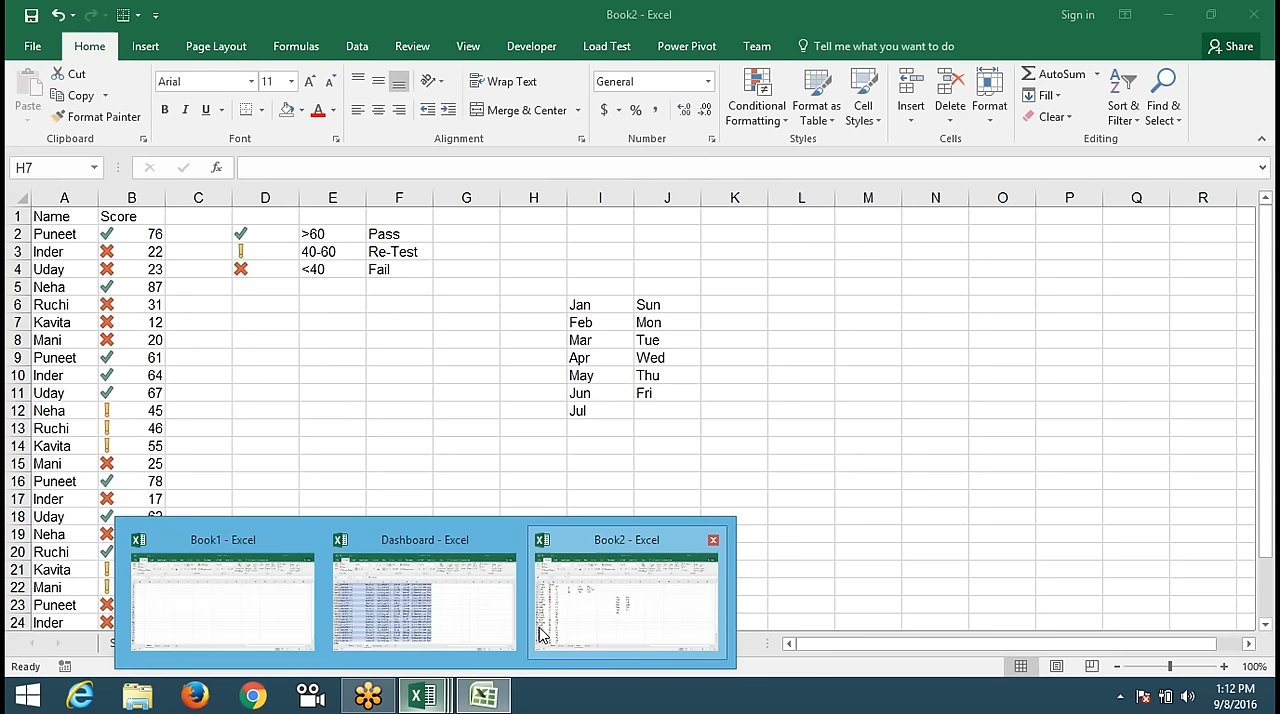 Book2 - Excel
Sign in
File Home Insert Page Layout Formulas Data Review View Developer Load Test Power Pivot Team Tell me what you want to do Share
Paste Cut Copy Format Painter
Clipboard
Arial 11
B I U
Font
Wrap Text
Merge & Center
Alignment
General
$ % ,
Number
Conditional Formatting Format as Table Cell Styles
Styles
Insert Delete Format
Cells
AutoSum Fill Clear Sort & Filter Find & Select
Editing
H7 fx
A B C D E F G H I J K L M N O P Q R
1 Name Score
2 Puneet 76 >60 Pass
3 Inder 22 40-60 Re-Test
4 Uday 23 <40 Fail
5 Neha 87
6 Ruchi 31 Jan Sun
7 Kavita 12 Feb Mon
8 Mani 20 Mar Tue
9 Puneet 61 Apr Wed
10 Inder 64 May Thu
11 Uday 67 Jun Fri
12 Neha 45 Jul
13 Ruchi 46
14 Kavita 55
15 Mani 25
16 Puneet 78
17 Inder 17
18 Uday
19 Neha
20 Ruchi
21 Kavita
22 Mani
23 Puneet
24 Inder
Book1 - Excel Dashboard - Excel Book2 - Excel
Ready 100%
1:12 PM
9/8/2016